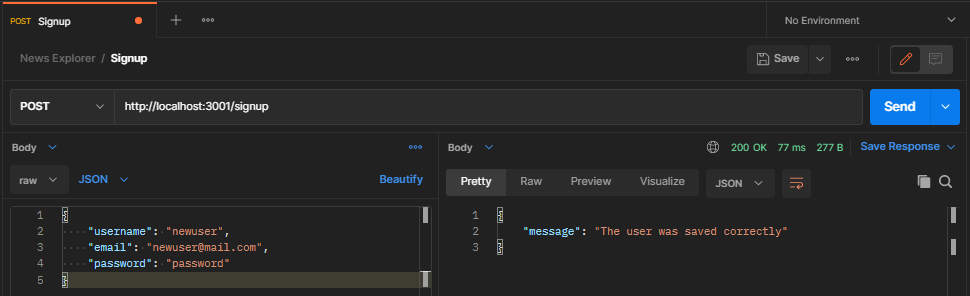 POST Signup
No Environment
News Explorer / Signup
Save
POST http://localhost:3001/signup
Send
Body
raw JSON Beautify
1 {
2 "username": "newuser",
3 "email": "newuser@mail.com",
4 "password": "password"
5 }
Body 200 OK 77 ms 277 B Save Response
Pretty Raw Preview Visualize JSON
1 {
2 "message": "The user was saved correctly"
3 }